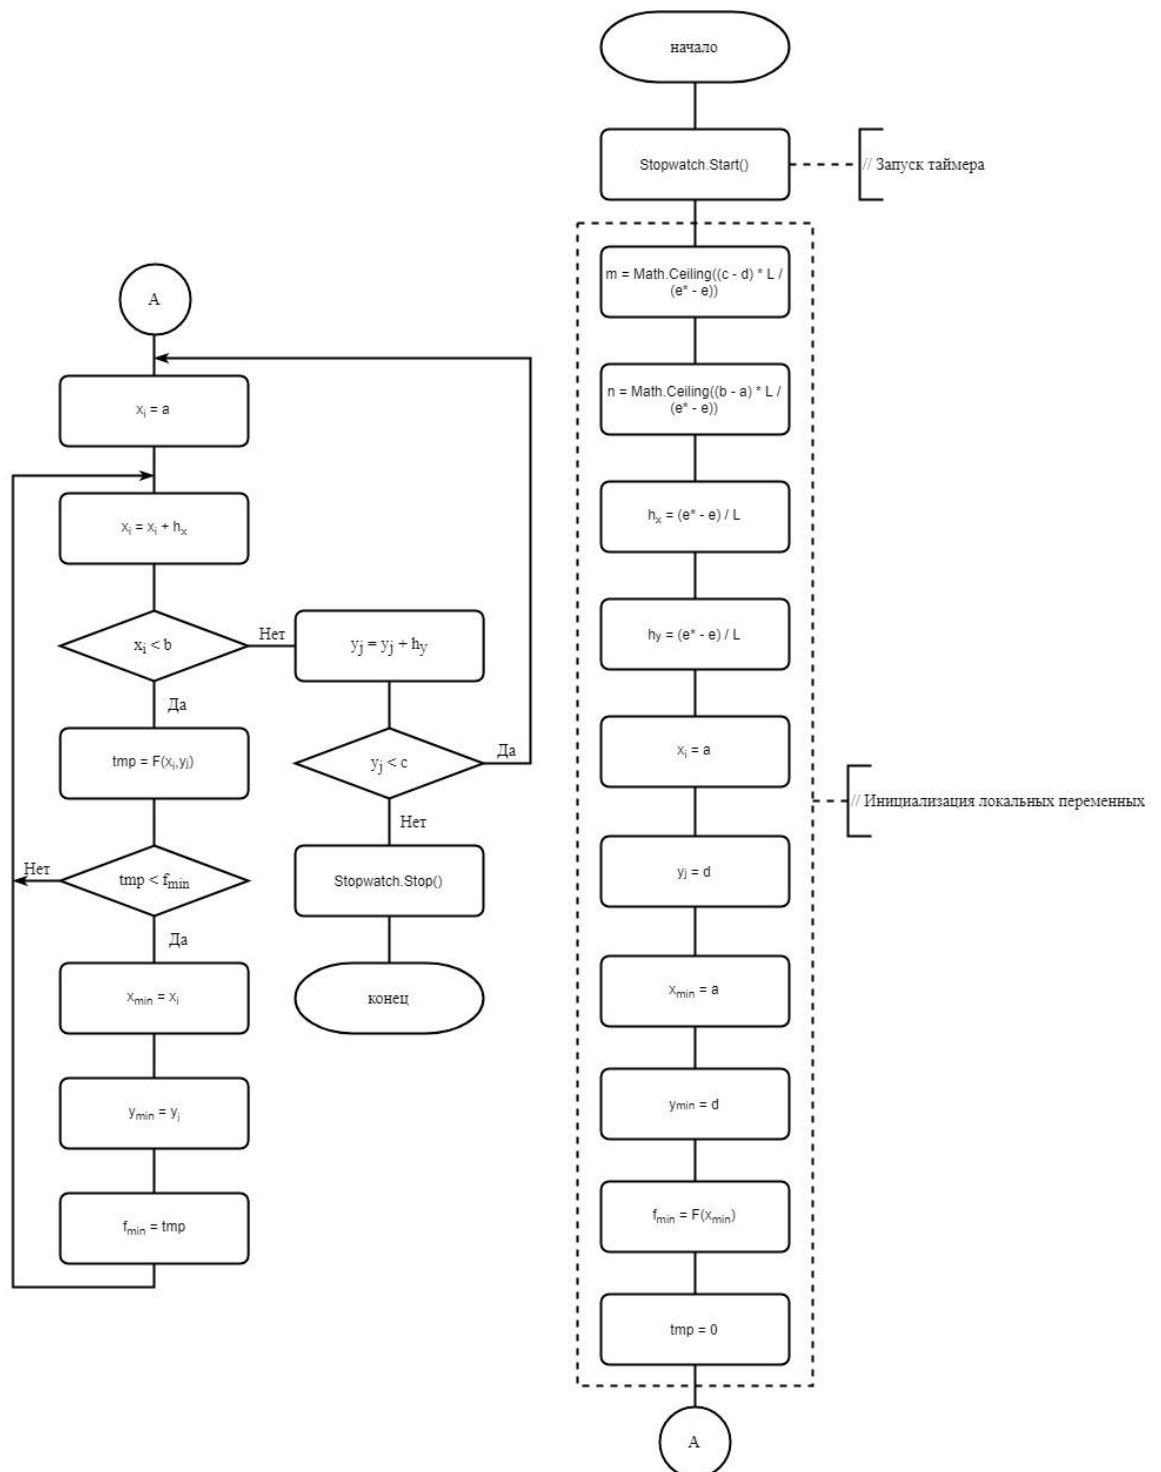 начало
Stopwatch.Start()
// Запуск таймера
m = Math.Ceiling((c - d) * L /
(e* - e))
n = Math.Ceiling((b - a) * L /
(e* - e))
hx = (e* - e) / L
hy = (e* - e) / L
xi = a
// Инициализация локальных переменных
yj = d
xmin = a
ymin = d
fmin = F(xmin)
tmp = 0
A
A
xi = a
xi = xi + hx
xi < b
Нет
yj = yj + hy
Да
tmp = F(xi,yj)
yj < c
Да
Нет
tmp < fmin
Нет
Stopwatch.Stop()
Да
xmin = xi
конец
ymin = yj
fmin = tmp